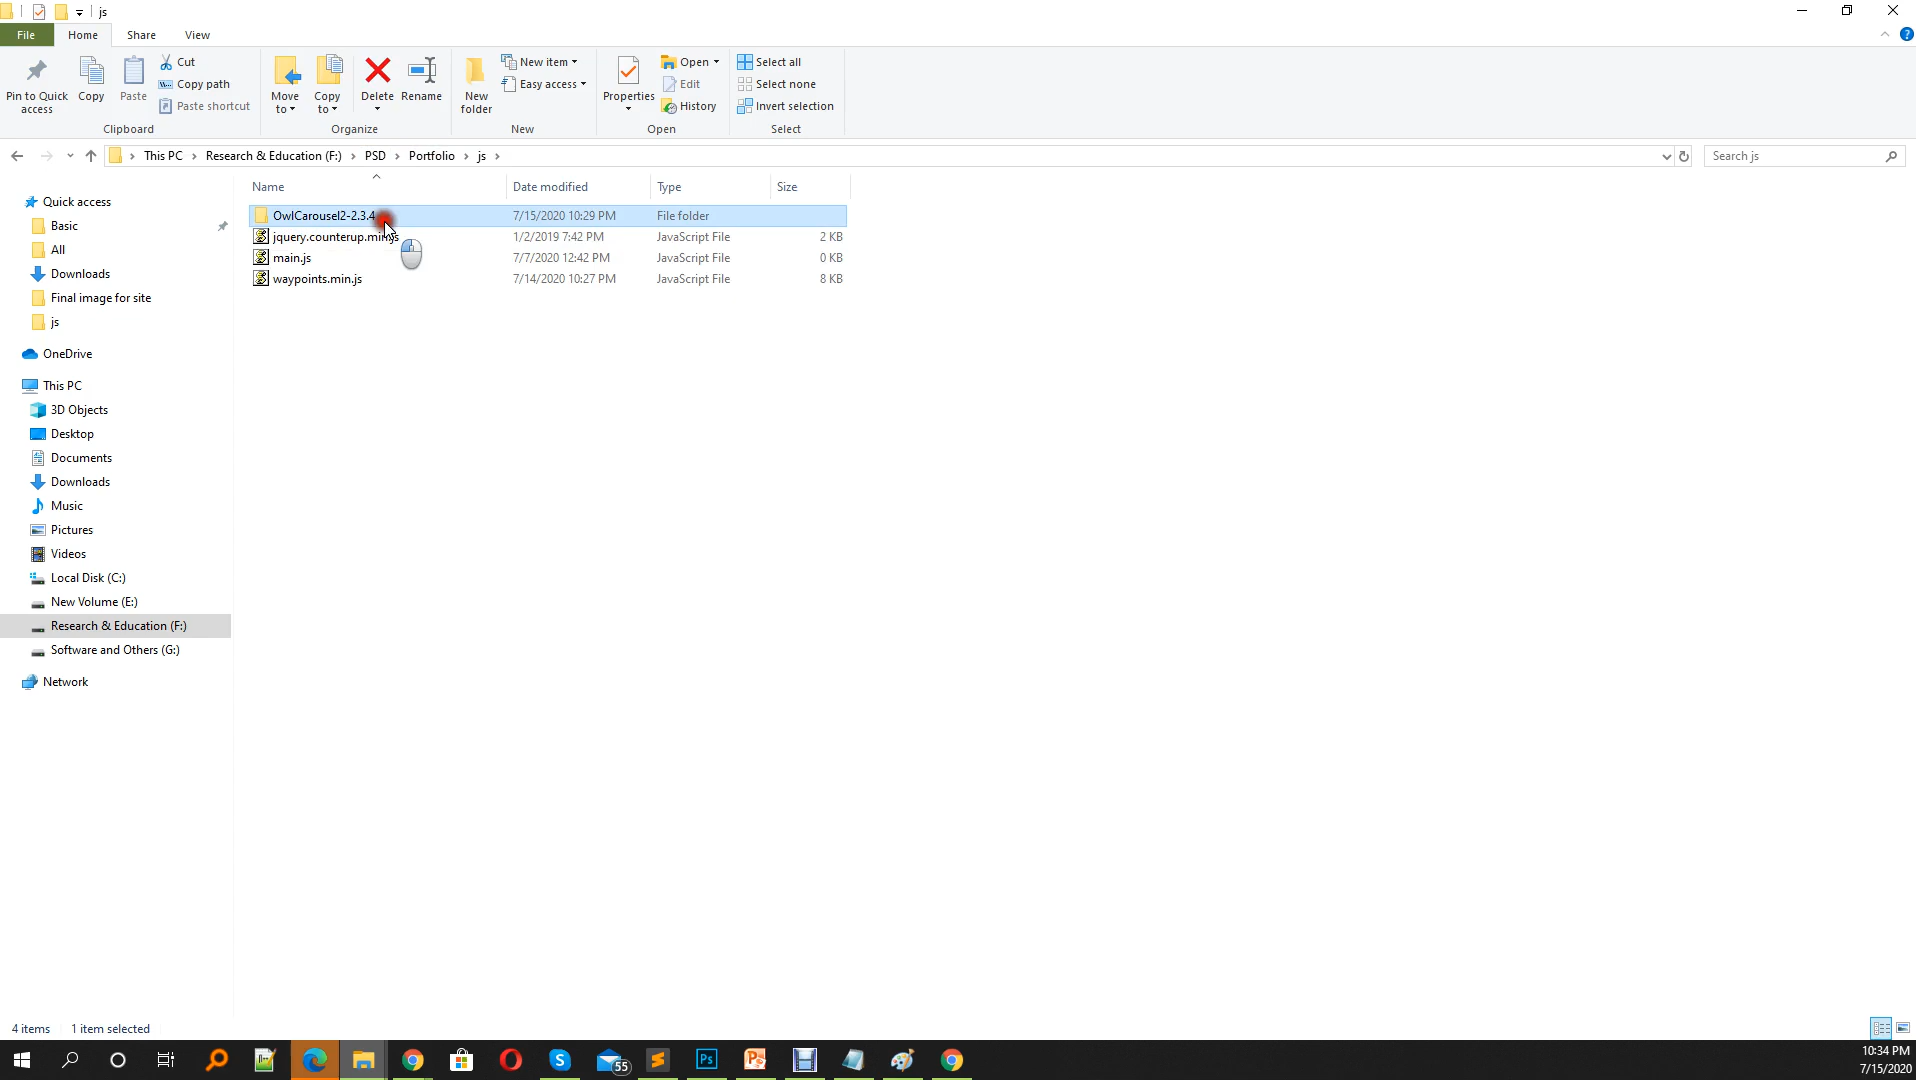 js
File Home Share View
Pin to Quick access
Copy
Paste
Cut
Copy path
Paste shortcut
Clipboard
Move to
Copy to
Delete
Rename
Organize
New folder
New item
Easy access
New
Properties
Open
Edit
History
Open
Select all
Select none
Invert selection
Select
This PC Research & Education (F:) PSD Portfolio js
Search js
Name Date modified Type Size
OwlCarousel2-2.3.4 7/15/2020 10:29 PM File folder
jquery.counterup.min.js 1/2/2019 7:42 PM JavaScript File 2 KB
main.js 7/7/2020 12:42 PM JavaScript File 0 KB
waypoints.min.js 7/14/2020 10:27 PM JavaScript File 8 KB
Quick access
Basic
All
Downloads
Final image for site
js
OneDrive
This PC
3D Objects
Desktop
Documents
Downloads
Music
Pictures
Videos
Local Disk (C:)
New Volume (E:)
Research & Education (F:)
Software and Others (G:)
Network
4 items 1 item selected
55
Ps
10:34 PM
7/15/2020